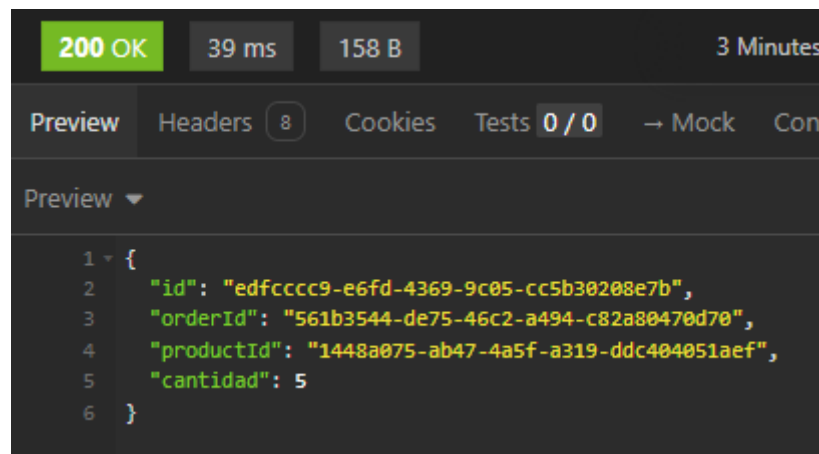 200 OK 39 ms 158 B 3 Minutes
Preview Headers 8 Cookies Tests 0 / 0 → Mock Con
Preview
1 {
2 "id": "edfcccc9-e6fd-4369-9c05-cc5b30208e7b",
3 "orderId": "561b3544-de75-46c2-a494-c82a80470d70",
4 "productId": "1448a075-ab47-4a5f-a319-ddc404051aef",
5 "cantidad": 5
6 }